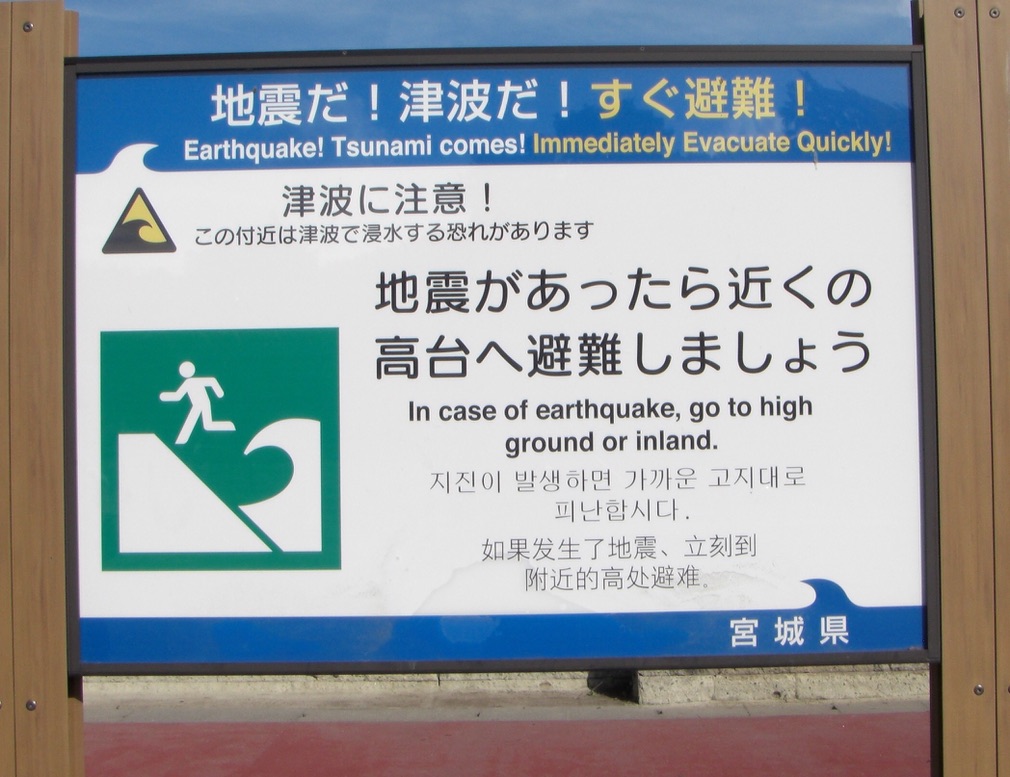 地震だ！津波だ！すぐ避難！
Earthquake! Tsunami comes! Immediately Evacuate Quickly!
津波に注意！
この付近は津波で浸水する恐れがあります
地震があったら近くの
高台へ避難しましょう
In case of earthquake, go to high
ground or inland.
지진이 발생하면 가까운 고지대로
피난합시다.
如果发生了地震、立刻到
附近的高处避难。
宮城県